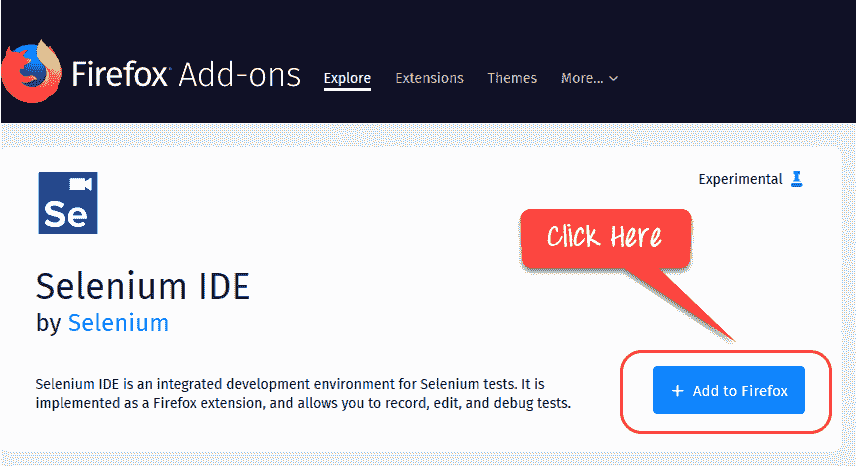 Firefox Add-ons Explore Extensions Themes More...
Experimental
Se
Click Here
Selenium IDE
by Selenium
Selenium IDE is an integrated development environment for Selenium tests. It is
implemented as a Firefox extension, and allows you to record, edit, and debug tests.
+ Add to Firefox